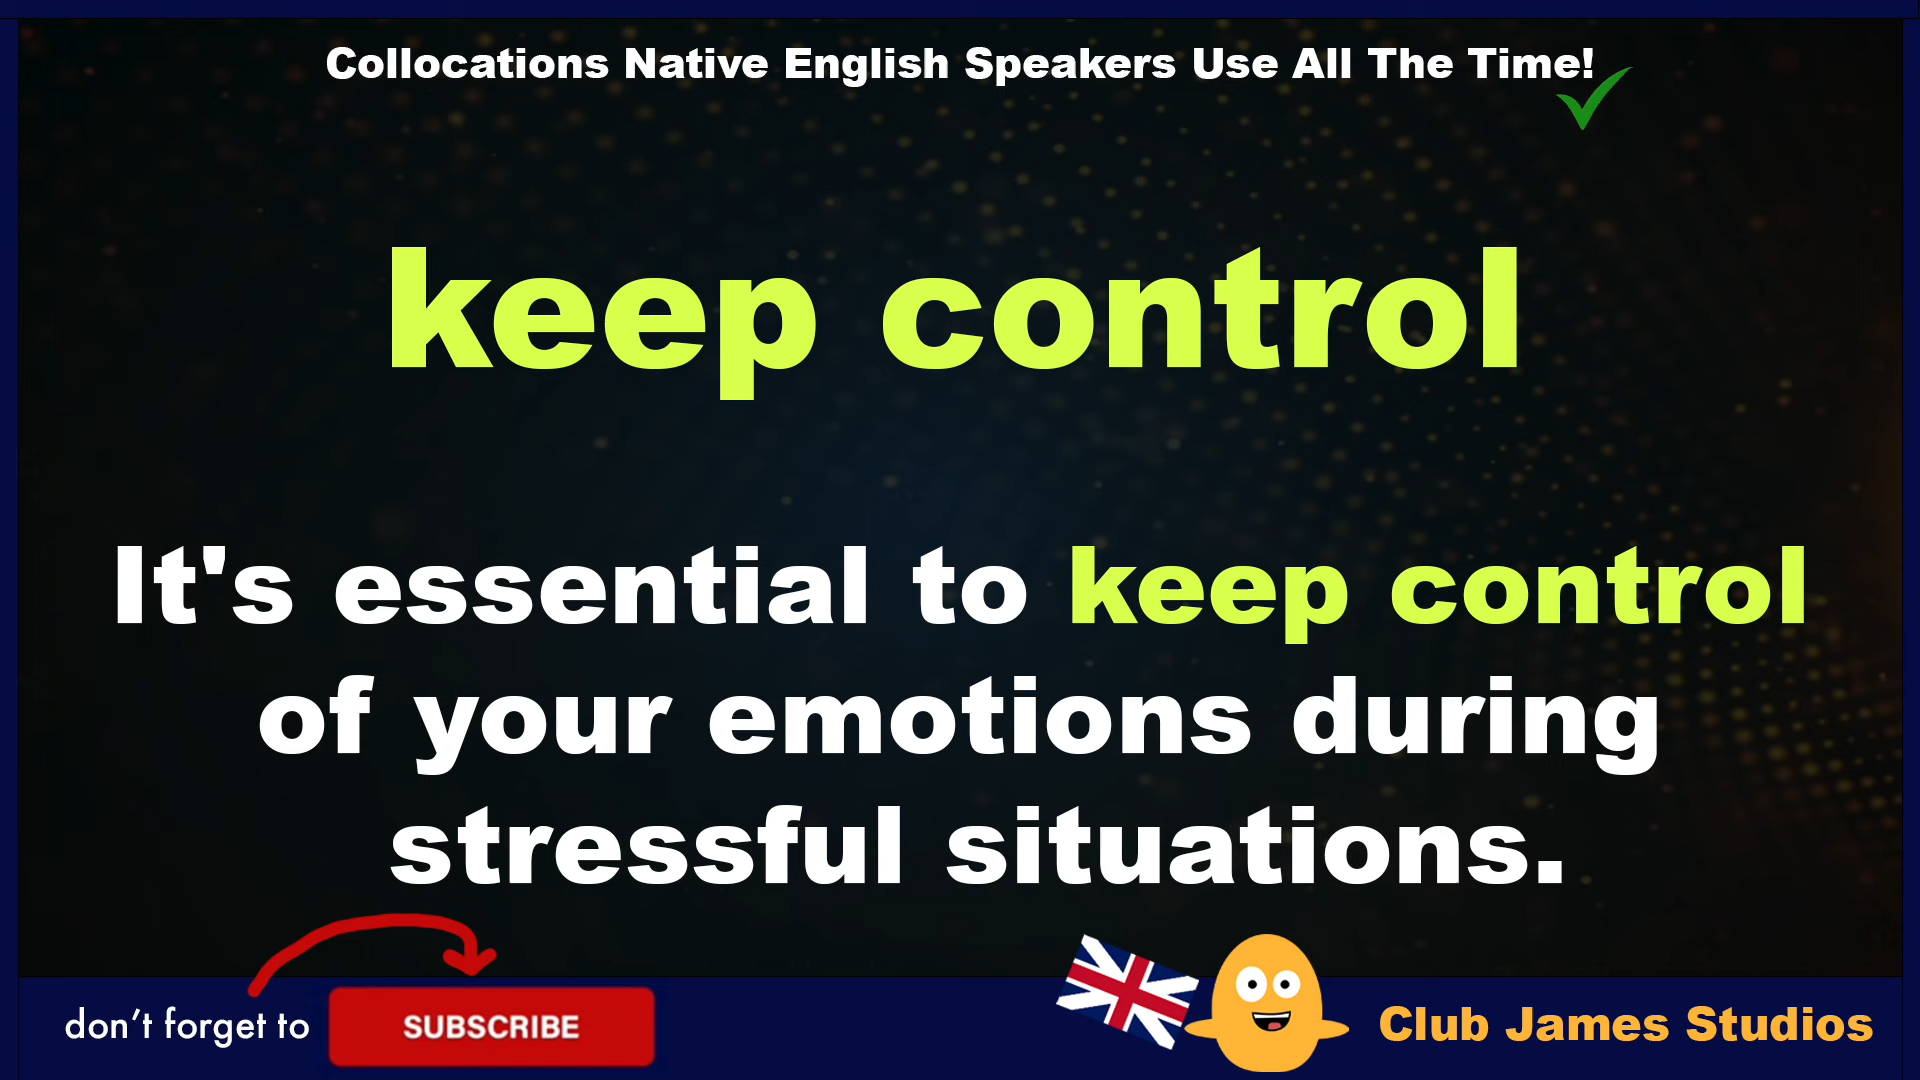 Collocations Native English Speakers Use All The Time!
keep control
It's essential to keep control
of your emotions during
stressful situations.
don't forget to
SUBSCRIBE
Club James Studios